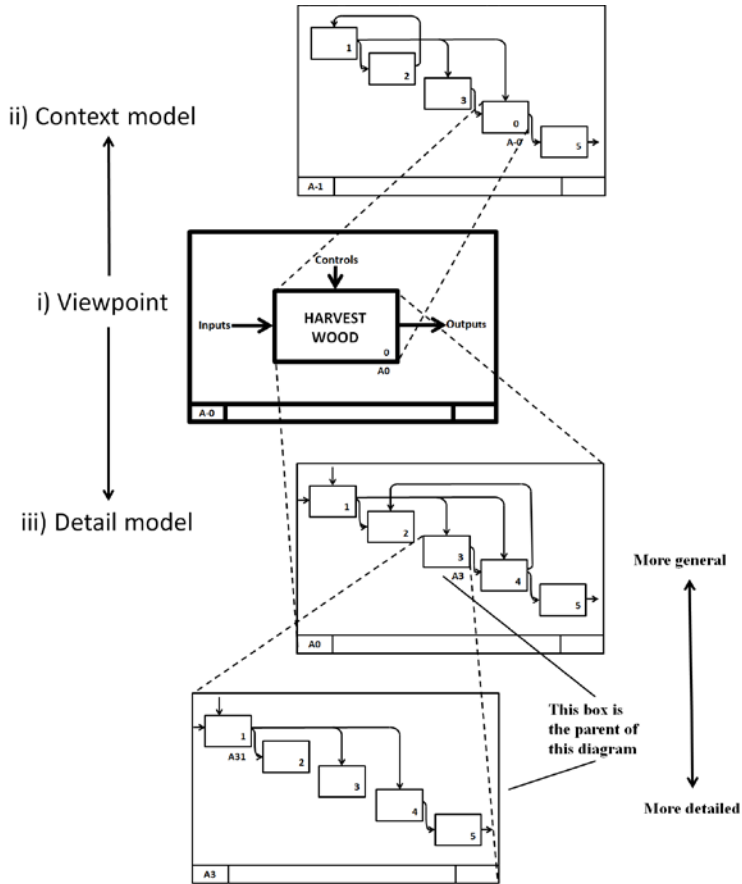 ii) Context model
1
2
3
0
A-0
5
A-1
i) Viewpoint
Controls
Inputs
HARVEST
WOOD
Outputs
0
A0
A-0
iii) Detail model
1
2
3
A3
4
5
A0
More general
This box is
the parent of
this diagram
More detailed
1
A31
2
3
4
5
A3